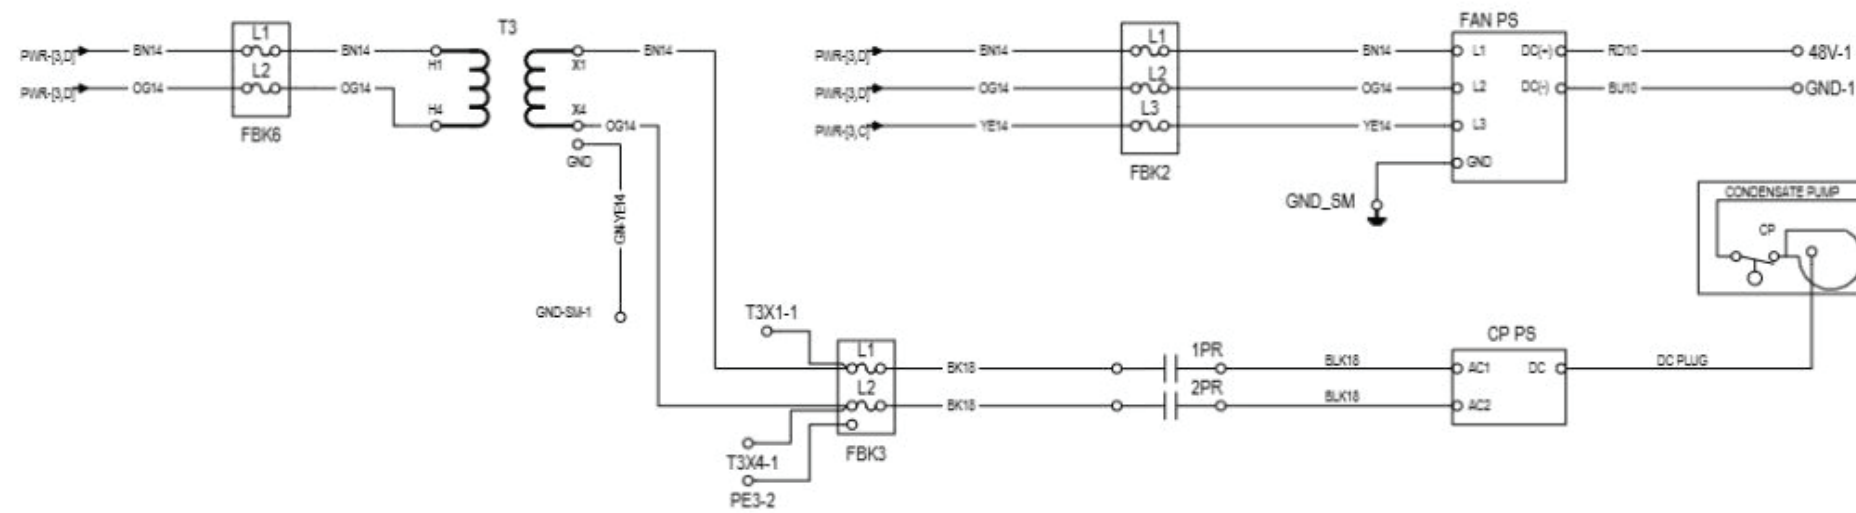 T3
FAN PS
L1
L1
PWR-[3,D]
BN14
BN14
H1
X1
BN14
PWR-[3,D]
BN14
BN14
L1
DC(+)
RD10
48V-1
L2
L2
PWR-[3,D]
OG14
OG14
PWR-[3,D]
OG14
OG14
L2
DC(-)
BU10
GND-1
H4
X4
L3
OG14
PWR-[3,C]
YE14
YE14
L3
FBK6
GND
FBK2
GND
GN-YE14
GND_SM
CONDENSATE PUMP
CP
GND-SM-1
T3X1-1
CP PS
L1
BK18
1PR
BLK18
AC1
DC
DC PLUG
L2
BK18
2PR
BLK18
AC2
FBK3
T3X4-1
PE3-2